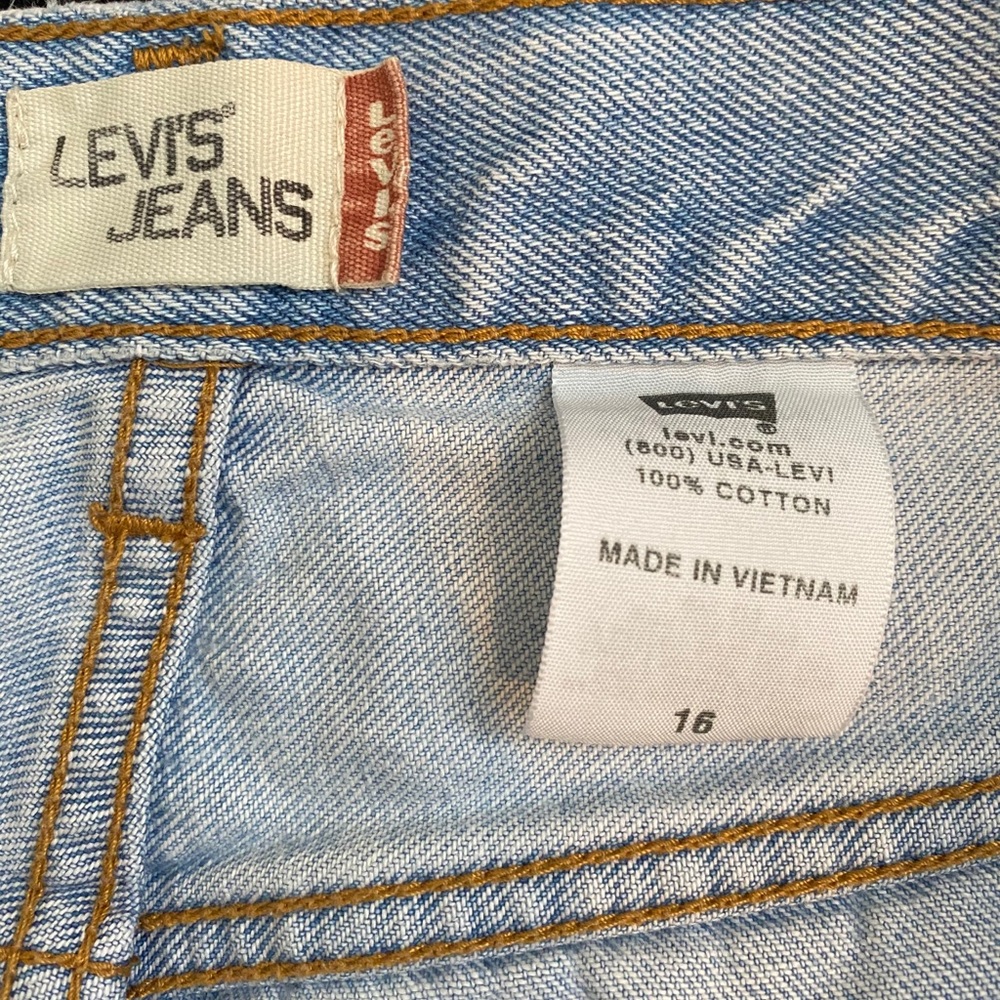 LEVI'S®
JEANS
Levi's
LEVI'S
®
levi.com
(800) USA-LEVI
100% COTTON
MADE IN VIETNAM
16